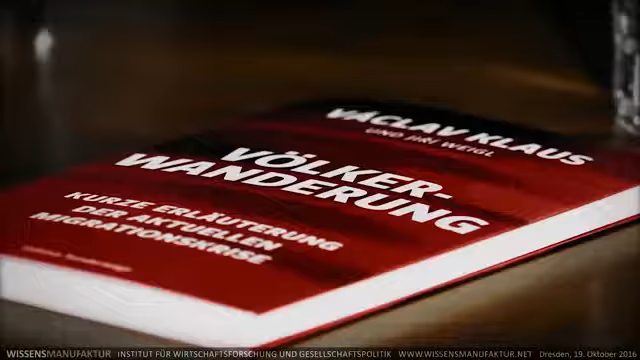 VÁCLAV KLAUS
UND JIŘÍ WEIGL
VÖLKER-
WANDERUNG
KURZE ERLÄUTERUNG
DER AKTUELLEN
MIGRATIONSKRISE
WISSENSMANUFAKTUR INSTITUT FÜR WIRTSCHAFTSFORSCHUNG UND GESELLSCHAFTSPOLITIK WWW.WISSENSMANUFAKTUR.NET Dresden, 19. Oktober 2016